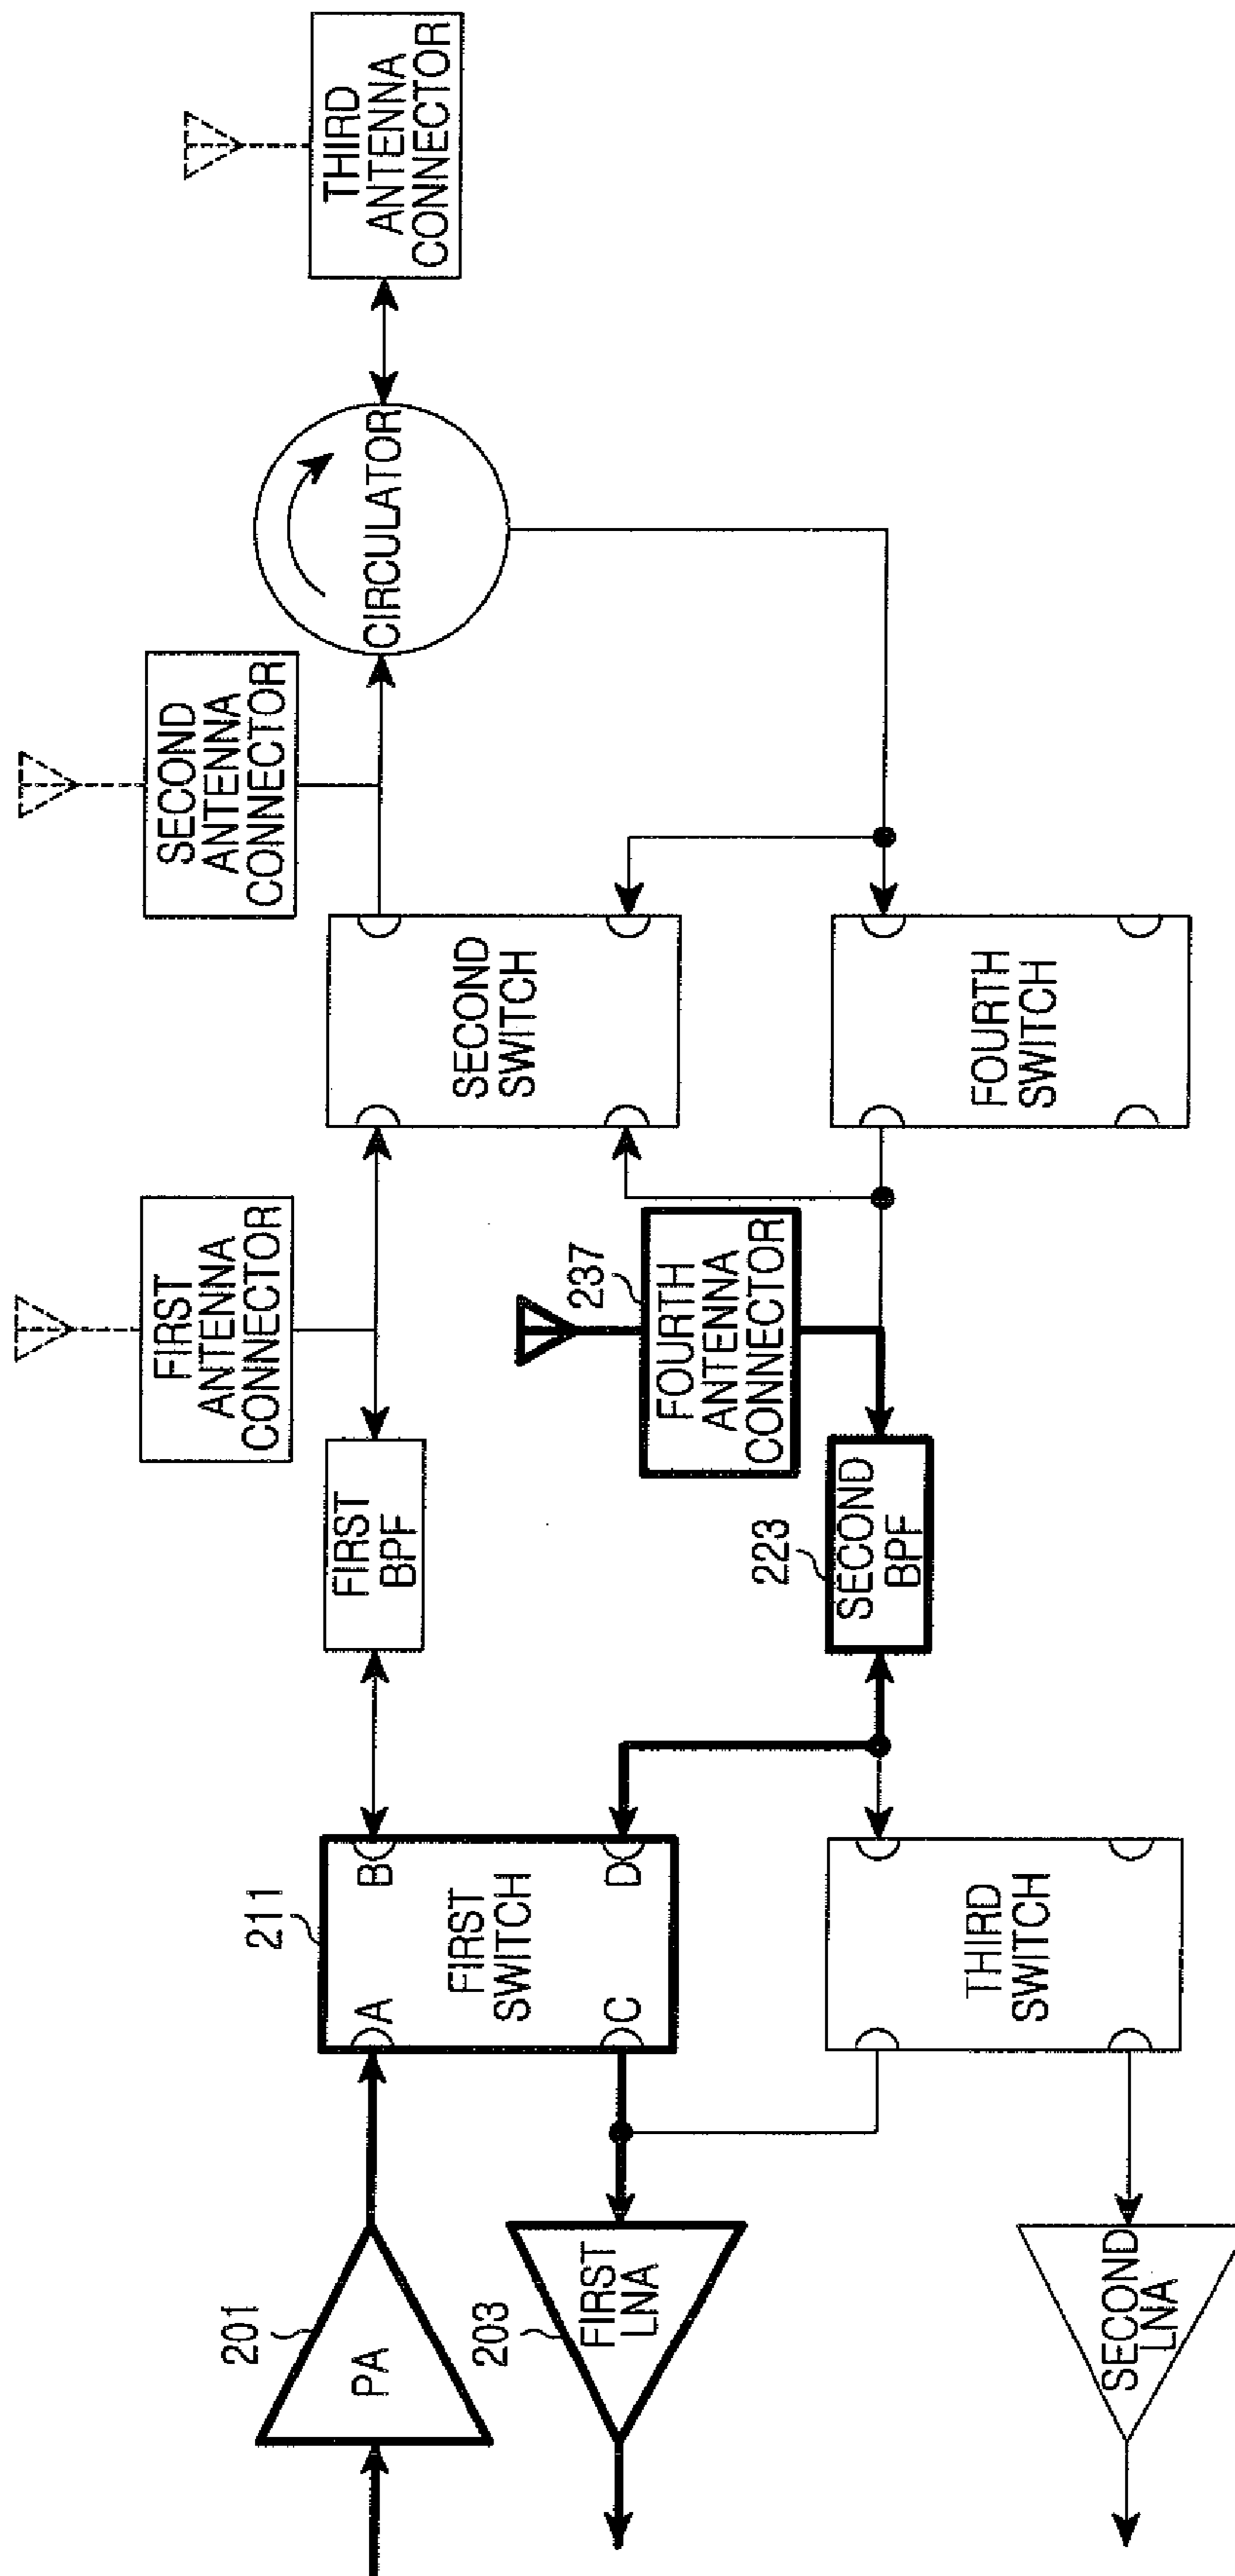 THIRD
ANTENNA
CONNECTOR
CIRCULATOR
SECOND
ANTENNA
CONNECTOR
SECOND
SWITCH
FOURTH
SWITCH
FIRST
ANTENNA
CONNECTOR
237
FOURTH
ANTENNA
CONNECTOR
FIRST
BPF
223
SECOND
BPF
211
A
B
C
D
FIRST
SWITCH
THIRD
SWITCH
201
PA
203
FIRST
LNA
SECOND
LNA